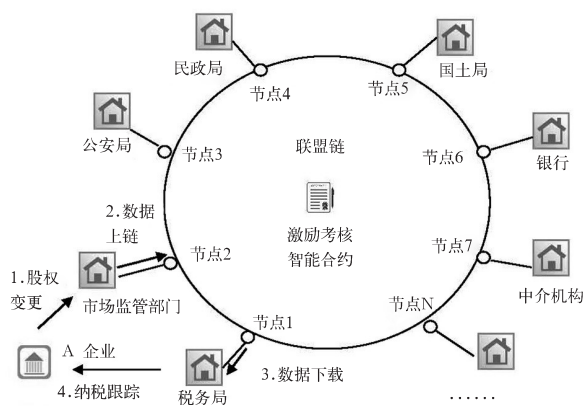 民政局
国土局
节点4
节点5
公安局
节点3
联盟链
节点6
银行
2.数据
上链
激励考核
智能合约
节点2
节点7
1.股权
变更
市场监管部门
中介机构
节点1
节点N
A 企业
税务局
3.数据下载
4.纳税跟踪
......